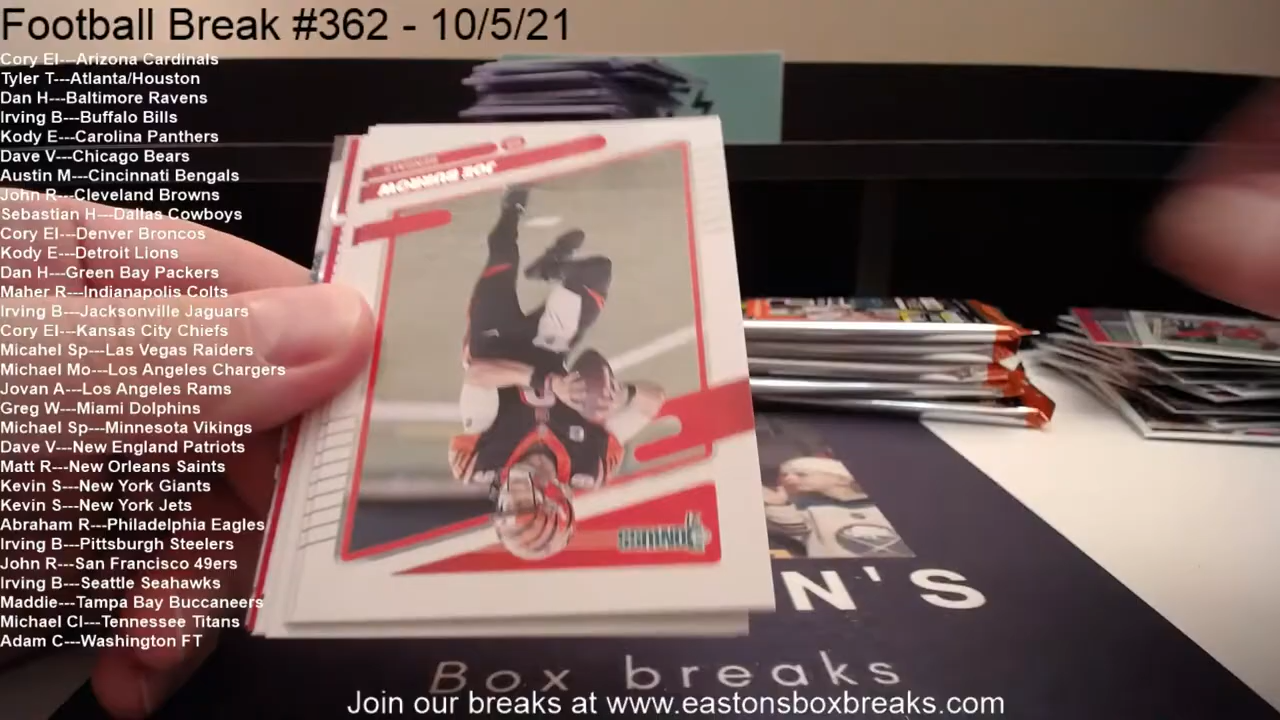 Football Break #362 - 10/5/21
Cory El---Arizona Cardinals
Tyler T---Atlanta/Houston
Dan H---Baltimore Ravens
Irving B---Buffalo Bills
Kody E---Carolina Panthers
Dave V---Chicago Bears
Austin M---Cincinnati Bengals
John R---Cleveland Browns
Sebastian H---Dallas Cowboys
Cory El---Denver Broncos
Kody E---Detroit Lions
Dan H---Green Bay Packers
Maher R---Indianapolis Colts
Irving B---Jacksonville Jaguars
Cory El---Kansas City Chiefs
Micahel Sp---Las Vegas Raiders
Michael Mo---Los Angeles Chargers
Jovan A---Los Angeles Rams
Greg W---Miami Dolphins
Michael Sp---Minnesota Vikings
Dave V---New England Patriots
Matt R---New Orleans Saints
Kevin S---New York Giants
Kevin S---New York Jets
Abraham R---Philadelphia Eagles
Irving B---Pittsburgh Steelers
John R---San Francisco 49ers
Irving B---Seattle Seahawks
Maddie---Tampa Bay Buccaneers
Michael Cl---Tennessee Titans
Adam C---Washington FT
BENGALS
JOE BURROW
DONRUSS
N'S
Box breaks
Join our breaks at www.eastonsboxbreaks.com